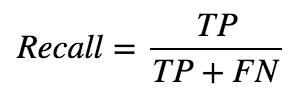 Recall = TP / TP + FN